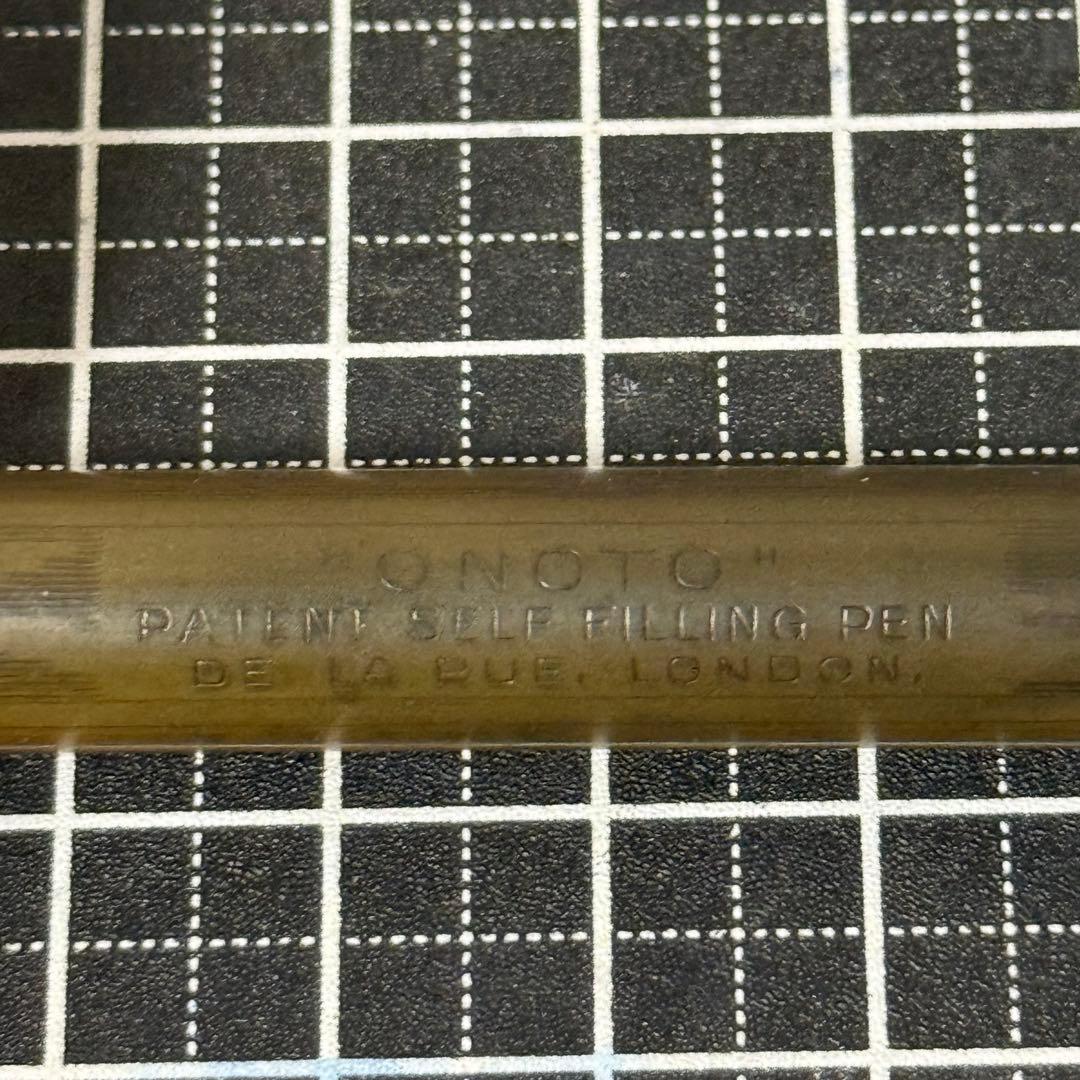 "ONOTO"
PATENT SELF FILLING PEN
DE LA RUE. LONDON.